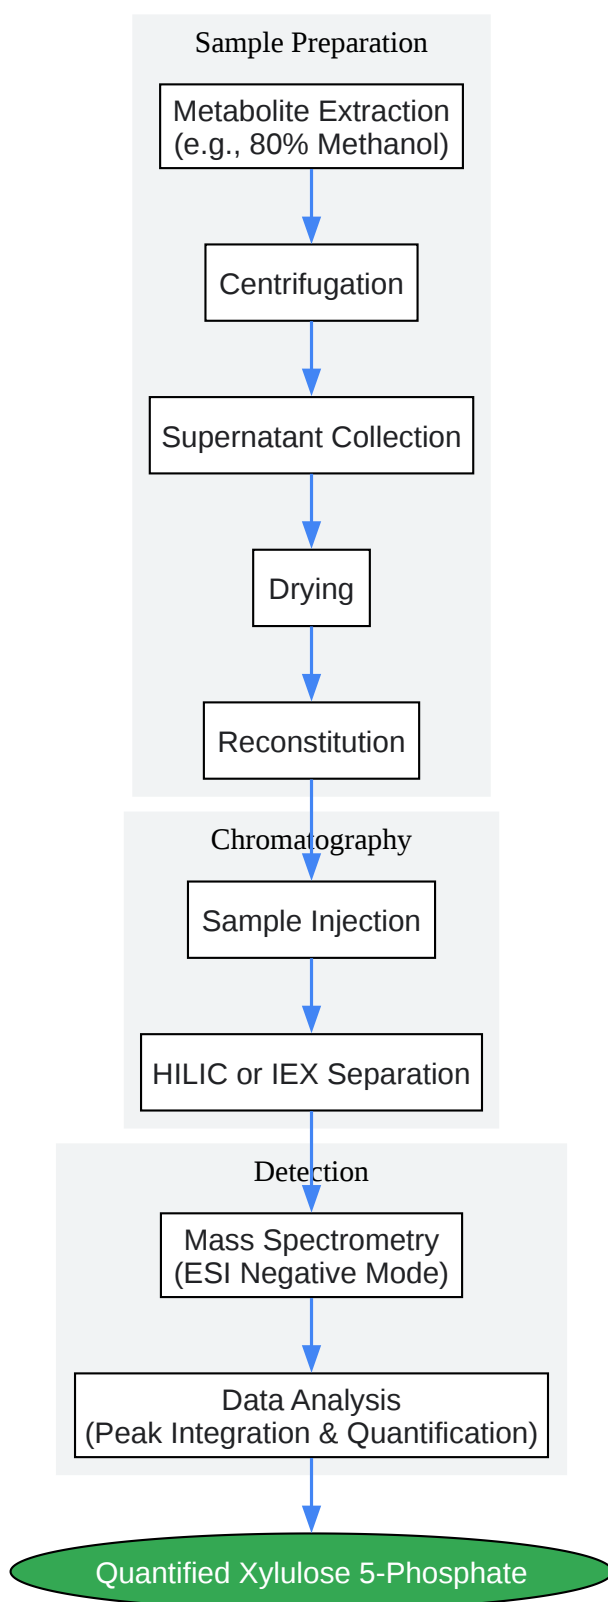 Sample Preparation
Metabolite Extraction
(e.g., 80% Methanol)
Centrifugation
Supernatant Collection
Drying
Reconstitution
Chromatography
Sample Injection
HILIC or IEX Separation
Detection
Mass Spectrometry
(ESI Negative Mode)
Data Analysis
(Peak Integration & Quantification)
Quantified Xylulose 5-Phosphate